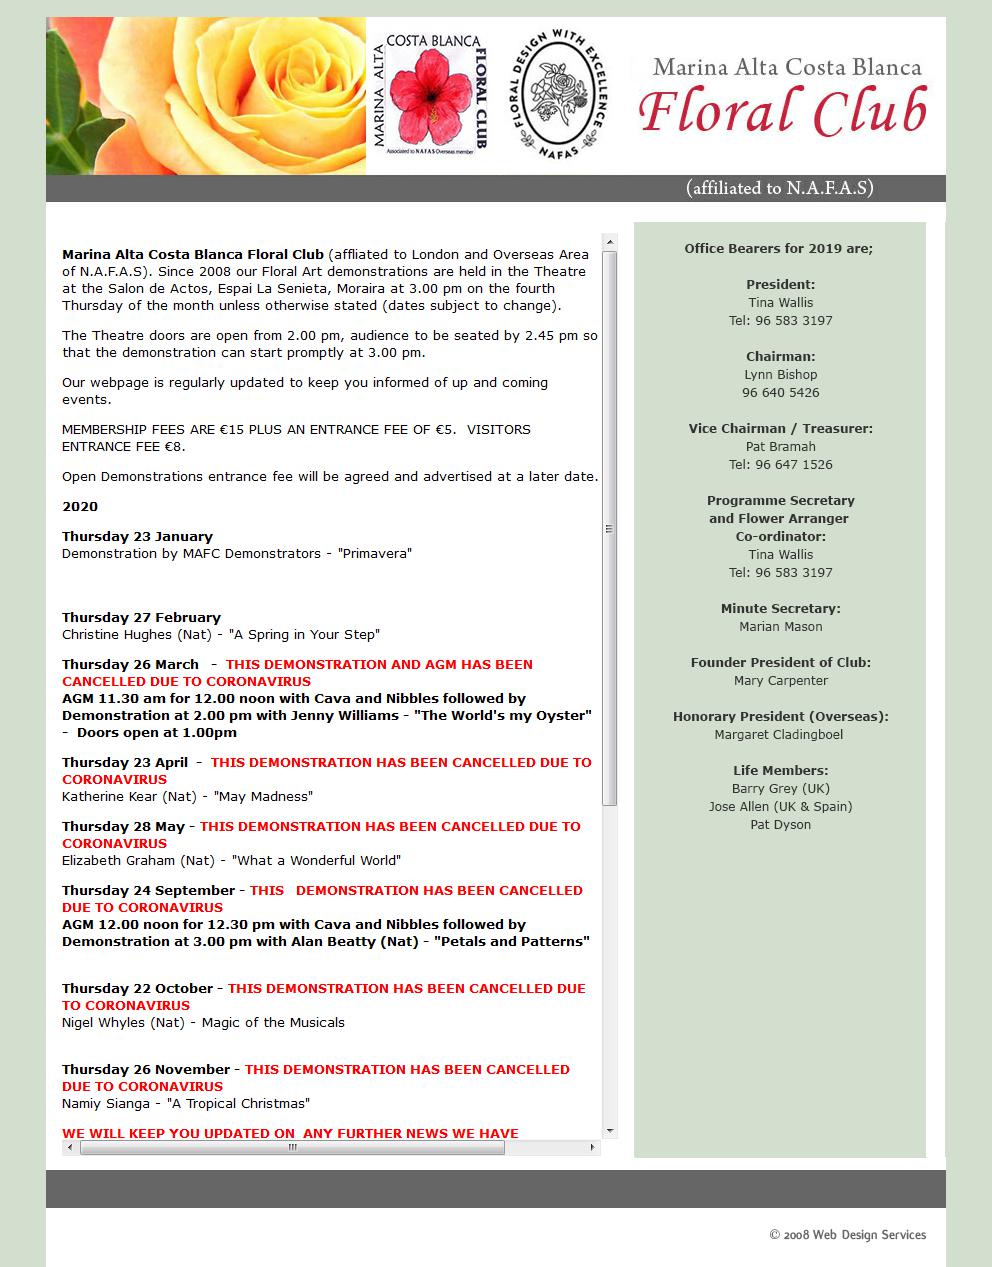 MARINA ALTA
COSTA BLANCA
FLORAL CLUB
Associated to N A F A S Overseas member
FLORAL DESIGN WITH EXCELLENCE
NAFAS
Marina Alta Costa Blanca
Floral Club
(affiliated to N.A.F.A.S)
Marina Alta Costa Blanca Floral Club (affliated to London and Overseas Area
of N.A.F.A.S). Since 2008 our Floral Art demonstrations are held in the Theatre
at the Salon de Actos, Espai La Senieta, Moraira at 3.00 pm on the fourth
Thursday of the month unless otherwise stated (dates subject to change).
The Theatre doors are open from 2.00 pm, audience to be seated by 2.45 pm so
that the demonstration can start promptly at 3.00 pm.
Our webpage is regularly updated to keep you informed of up and coming
events.
MEMBERSHIP FEES ARE €15 PLUS AN ENTRANCE FEE OF €5. VISITORS
ENTRANCE FEE €8.
Open Demonstrations entrance fee will be agreed and advertised at a later date.
2020
Thursday 23 January
Demonstration by MAFC Demonstrators - "Primavera"
Thursday 27 February
Christine Hughes (Nat) - "A Spring in Your Step"
Thursday 26 March - THIS DEMONSTRATION AND AGM HAS BEEN
CANCELLED DUE TO CORONAVIRUS
AGM 11.30 am for 12.00 noon with Cava and Nibbles followed by
Demonstration at 2.00 pm with Jenny Williams - "The World's my Oyster"
- Doors open at 1.00pm
Thursday 23 April - THIS DEMONSTRATION HAS BEEN CANCELLED DUE TO
CORONAVIRUS
Katherine Kear (Nat) - "May Madness"
Thursday 28 May - THIS DEMONSTRATION HAS BEEN CANCELLED DUE TO
CORONAVIRUS
Elizabeth Graham (Nat) - "What a Wonderful World"
Thursday 24 September - THIS DEMONSTRATION HAS BEEN CANCELLED
DUE TO CORONAVIRUS
AGM 12.00 noon for 12.30 pm with Cava and Nibbles followed by
Demonstration at 3.00 pm with Alan Beatty (Nat) - "Petals and Patterns"
Thursday 22 October - THIS DEMONSTRATION HAS BEEN CANCELLED DUE
TO CORONAVIRUS
Nigel Whyles (Nat) - Magic of the Musicals
Thursday 26 November - THIS DEMONSTRATION HAS BEEN CANCELLED
DUE TO CORONAVIRUS
Namiy Sianga - "A Tropical Christmas"
WE WILL KEEP YOU UPDATED ON ANY FURTHER NEWS WE HAVE
Office Bearers for 2019 are;
President:
Tina Wallis
Tel: 96 583 3197
Chairman:
Lynn Bishop
96 640 5426
Vice Chairman / Treasurer:
Pat Bramah
Tel: 96 647 1526
Programme Secretary
and Flower Arranger
Co-ordinator:
Tina Wallis
Tel: 96 583 3197
Minute Secretary:
Marian Mason
Founder President of Club:
Mary Carpenter
Honorary President (Overseas):
Margaret Cladingboel
Life Members:
Barry Grey (UK)
Jose Allen (UK & Spain)
Pat Dyson
© 2008 Web Design Services